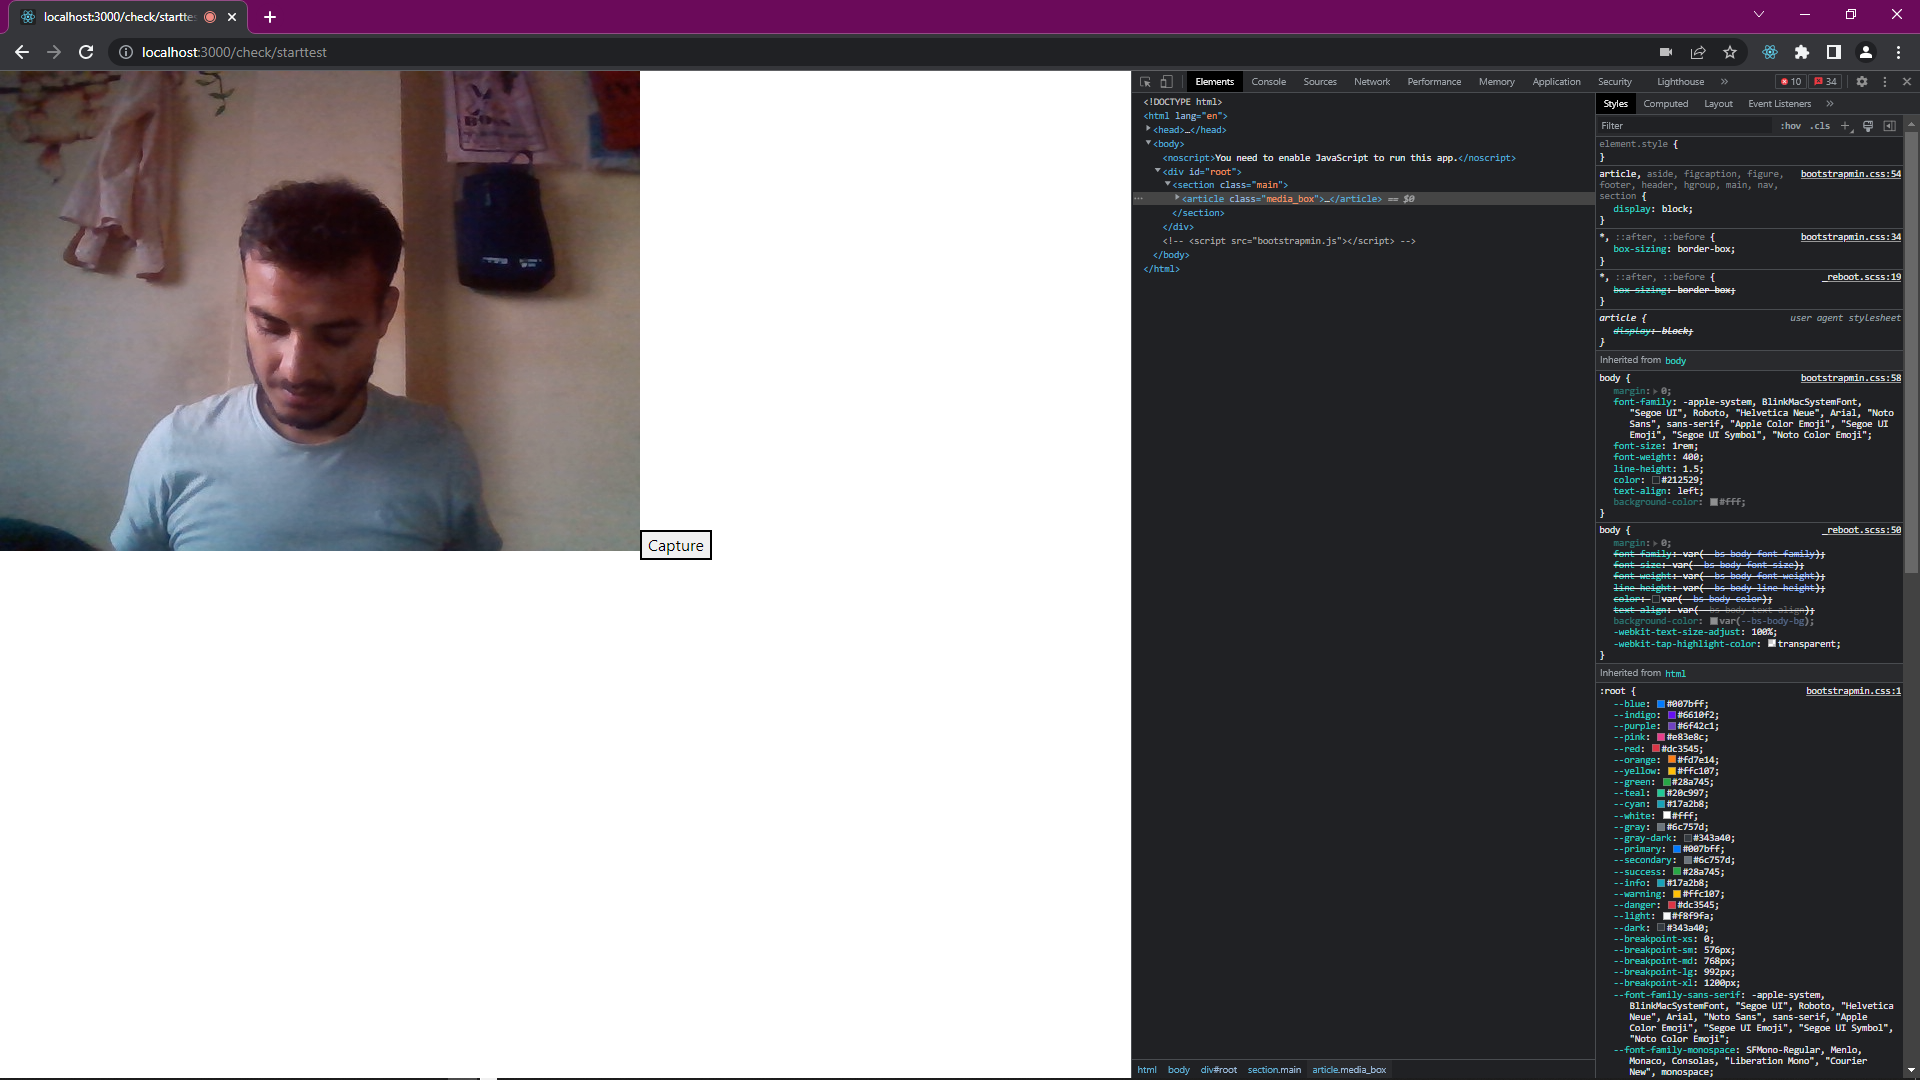 localhost:3000/check/startte
localhost:3000/check/starttest
Elements Console Sources Network Performance Memory Application Security Lighthouse » 10 34
<!DOCTYPE html>
<html lang="en">
<head>…</head>
<body>
<noscript>You need to enable JavaScript to run this app.</noscript>
<div id="root">
<section class="main">
<article class="media_box">…</article> == $0
</section>
</div>
<!-- <script src="bootstrapmin.js"></script> -->
</body>
</html>
Capture
Styles Computed Layout Event Listeners »
Filter :hov .cls +
element.style {
}
article, aside, figcaption, figure, bootstrapmin.css:54
footer, header, hgroup, main, nav,
section {
display: block;
}
*, ::after, ::before { bootstrapmin.css:34
box-sizing: border-box;
}
*, ::after, ::before { _reboot.scss:19
box-sizing: border-box;
}
article { user agent stylesheet
display: block;
}
Inherited from body
body { bootstrapmin.css:58
margin: 0;
font-family: -apple-system, BlinkMacSystemFont,
"Segoe UI", Roboto, "Helvetica Neue", Arial, "Noto
Sans", sans-serif, "Apple Color Emoji", "Segoe UI
Emoji", "Segoe UI Symbol", "Noto Color Emoji";
font-size: 1rem;
font-weight: 400;
line-height: 1.5;
color: #212529;
text-align: left;
background-color: #fff;
}
body { _reboot.scss:50
margin: 0;
font-family: var(--bs-body-font-family);
font-size: var(--bs-body-font-size);
font-weight: var(--bs-body-font-weight);
line-height: var(--bs-body-line-height);
color: var(--bs-body-color);
text-align: var(--bs-body-text-align);
background-color: var(--bs-body-bg);
-webkit-text-size-adjust: 100%;
-webkit-tap-highlight-color: transparent;
}
Inherited from html
:root { bootstrapmin.css:1
--blue: #007bff;
--indigo: #6610f2;
--purple: #6f42c1;
--pink: #e83e8c;
--red: #dc3545;
--orange: #fd7e14;
--yellow: #ffc107;
--green: #28a745;
--teal: #20c997;
--cyan: #17a2b8;
--white: #fff;
--gray: #6c757d;
--gray-dark: #343a40;
--primary: #007bff;
--secondary: #6c757d;
--success: #28a745;
--info: #17a2b8;
--warning: #ffc107;
--danger: #dc3545;
--light: #f8f9fa;
--dark: #343a40;
--breakpoint-xs: 0;
--breakpoint-sm: 576px;
--breakpoint-md: 768px;
--breakpoint-lg: 992px;
--breakpoint-xl: 1200px;
--font-family-sans-serif: -apple-system,
BlinkMacSystemFont, "Segoe UI", Roboto, "Helvetica
Neue", Arial, "Noto Sans", sans-serif, "Apple
Color Emoji", "Segoe UI Emoji", "Segoe UI Symbol",
"Noto Color Emoji";
--font-family-monospace: SFMono-Regular, Menlo,
Monaco, Consolas, "Liberation Mono", "Courier
New", monospace;
html body div#root section.main article.media_box